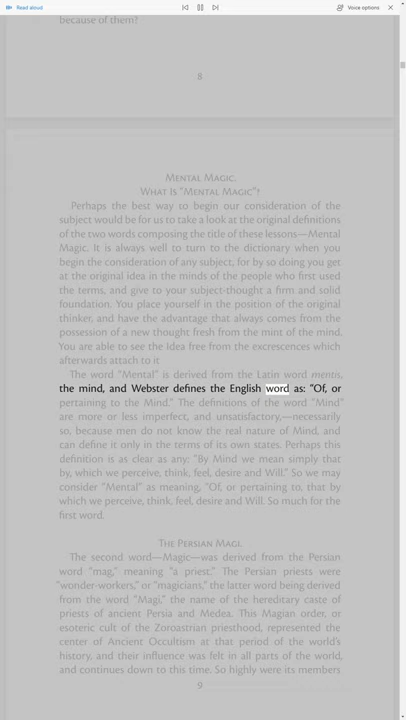 Read aloud
Voice options
because of them?
8
Mental Magic.
What Is “Mental Magic”?
Perhaps the best way to begin our consideration of the
subject would be for us to take a look at the original definitions
of the two words composing the title of these lessons—Mental
Magic. It is always well to turn to the dictionary when you
begin the consideration of any subject, for by so doing you get
at the original idea in the minds of the people who first used
the terms, and give to your subject-thought a firm and solid
foundation. You place yourself in the position of the original
thinker, and have the advantage that always comes from the
possession of a new thought fresh from the mint of the mind.
You are able to see the idea free from the excrescences which
afterwards attach to it
The word “Mental” is derived from the Latin word mentis,
the mind, and Webster defines the English word as: “Of, or
pertaining to the Mind.” The definitions of the word “Mind”
are more or less imperfect, and unsatisfactory,—necessarily
so, because men do not know the real nature of Mind, and
can define it only in the terms of its own states. Perhaps this
definition is as clear as any: “By Mind we mean simply that
by, which we perceive, think, feel, desire and Will.” So we may
consider “Mental” as meaning, “Of, or pertaining to, that by
which we perceive, think, feel, desire and Will. So much for the
first word.
The Persian Magi.
The second word—Magic—was derived from the Persian
word “mag,” meaning “a priest.” The Persian priests were
“wonder-workers,” or “magicians,” the latter word being derived
from the word “Magi,” the name of the hereditary caste of
priests of ancient Persia and Medea. This Magian order, or
esoteric cult of the Zoroastrian priesthood, represented the
center of Ancient Occultism at that period of the world’s
history, and their influence was felt in all parts of the world,
and continues down to this time. So highly were its members
9